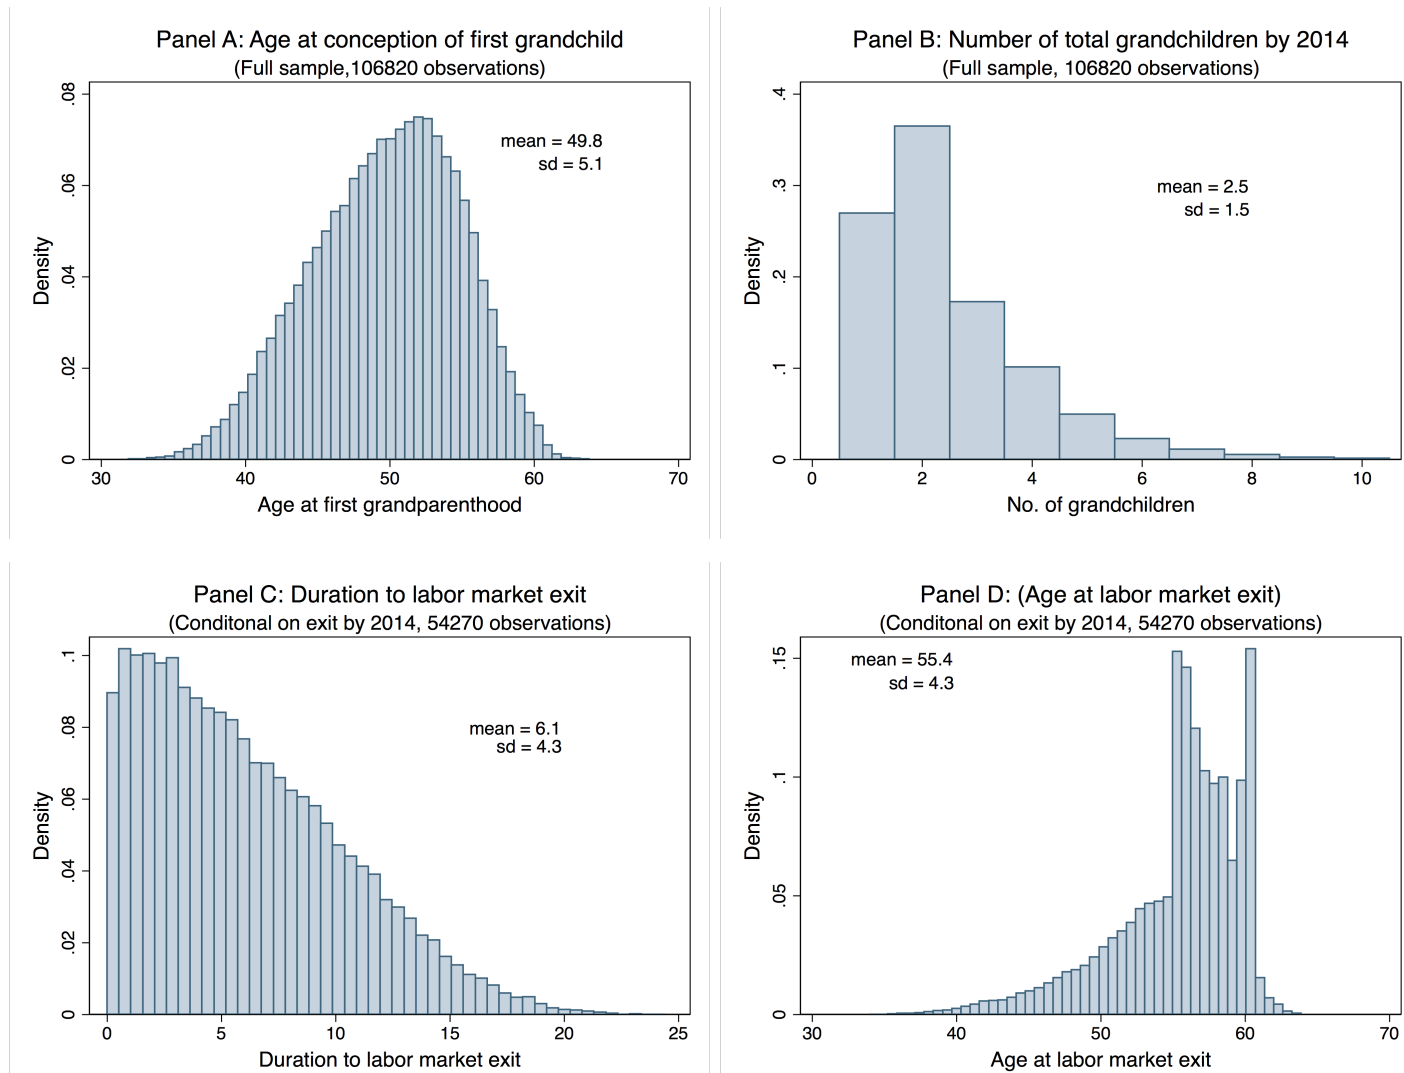 Panel A: Age at conception of first grandchild
(Full sample,106820 observations)
mean = 49.8
sd = 5.1
Density
0
.02
.04
.06
.08
30 40 50 60 70
Age at first grandparenthood
Panel B: Number of total grandchildren by 2014
(Full sample, 106820 observations)
mean = 2.5
sd = 1.5
Density
0
.1
.2
.3
.4
0 2 4 6 8 10
No. of grandchildren
Panel C: Duration to labor market exit
(Conditonal on exit by 2014, 54270 observations)
mean = 6.1
sd = 4.3
Density
0
.02
.04
.06
.08
.1
0 5 10 15 20 25
Duration to labor market exit
Panel D: (Age at labor market exit)
(Conditonal on exit by 2014, 54270 observations)
mean = 55.4
sd = 4.3
Density
0
.05
.1
.15
30 40 50 60 70
Age at labor market exit